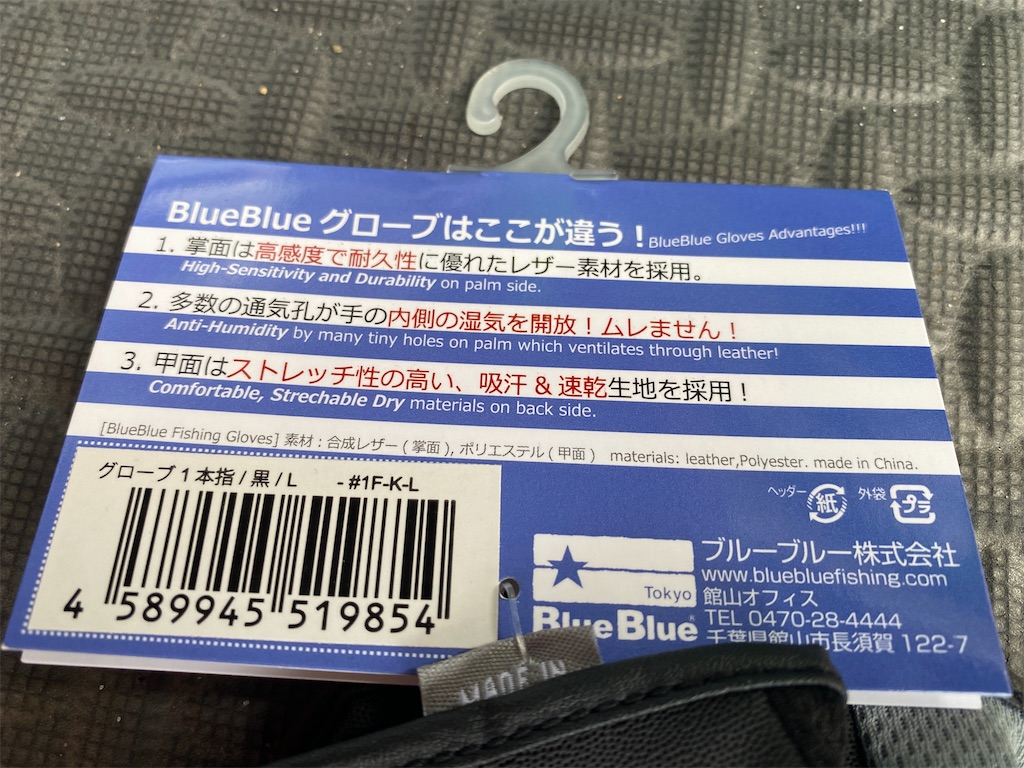 BlueBlue グローブはここが違う！BlueBlue Gloves Advantages!!!
1. 掌面は高感度で耐久性に優れたレザー素材を採用。
High-Sensitivity and Durability on palm side.
2. 多数の通気孔が手の内側の湿気を開放！ムレません！
Anti-Humidity by many tiny holes on palm which ventilates through leather!
3. 甲面はストレッチ性の高い、吸汗 & 速乾生地を採用！
Comfortable, Strechable Dry materials on back side.
[BlueBlue Fishing Gloves] 素材 : 合成レザー ( 掌面 ), ポリエステル ( 甲面 ) materials: leather,Polyester. made in China.
グローブ１本指 / 黒 / L -#1F-K-L
4 589945 519854
ヘッダー 紙 外袋 プラ
Tokyo
BlueBlue
ブルーブルー株式会社
www.bluebluefishing.com
館山オフィス
TEL 0470-28-4444
千葉県館山市長須賀 122-7
MADE IN